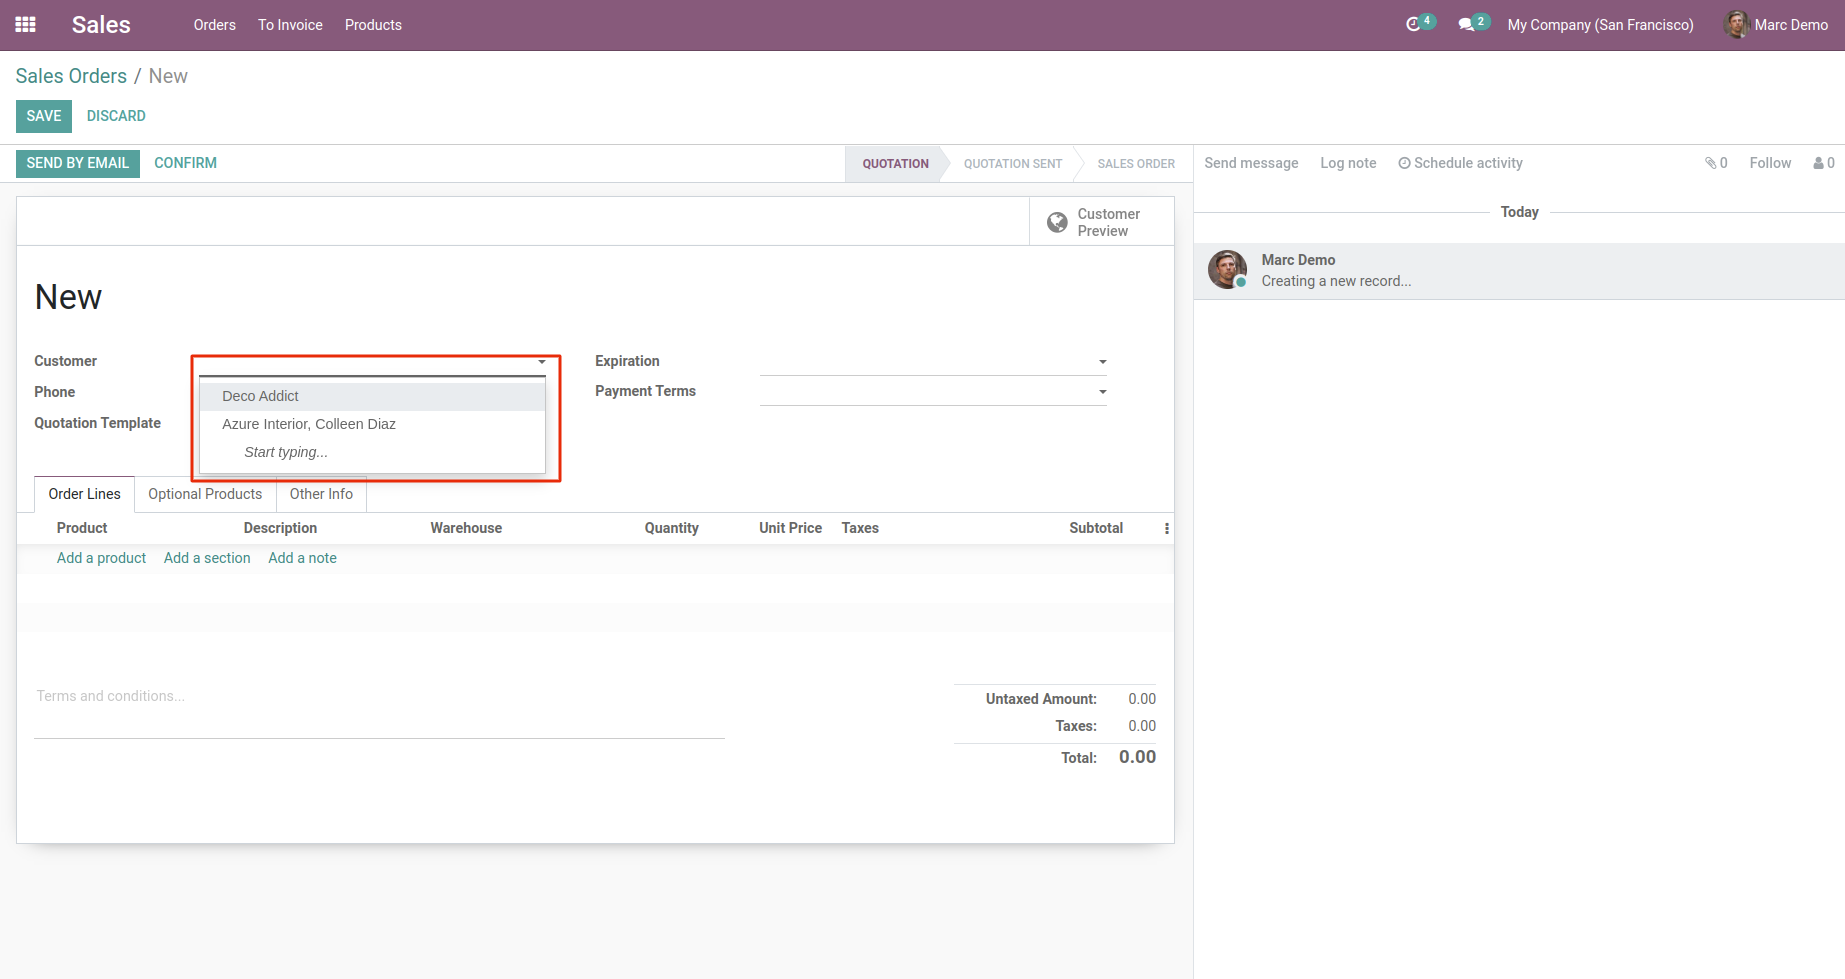 Sales
Orders
To Invoice
Products
4
2
My Company (San Francisco)
Marc Demo
Sales Orders / New
SAVE
DISCARD
SEND BY EMAIL
CONFIRM
QUOTATION
QUOTATION SENT
SALES ORDER
Send message
Log note
Schedule activity
0
Follow
0
Customer
Preview
Today
Marc Demo
Creating a new record...
New
Customer
Deco Addict
Azure Interior, Colleen Diaz
Start typing...
Phone
Quotation Template
Expiration
Payment Terms
Order Lines
Optional Products
Other Info
Product
Description
Warehouse
Quantity
Unit Price
Taxes
Subtotal
Add a product
Add a section
Add a note
Terms and conditions...
Untaxed Amount: 0.00
Taxes: 0.00
Total: 0.00